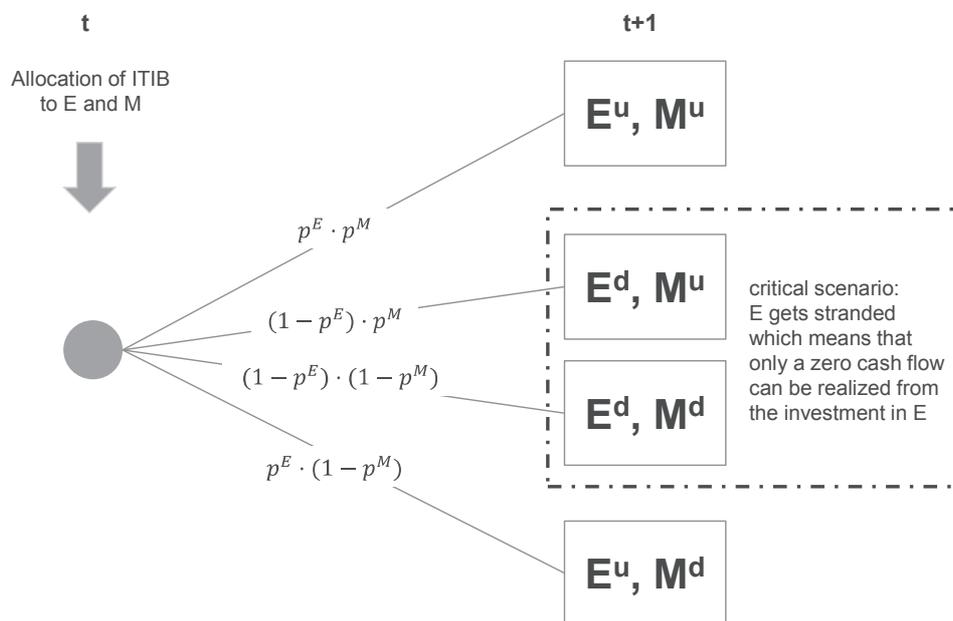 t
t+1
Allocation of ITIB
to E and M
Eᵘ, Mᵘ
p^E · p^M
Eᵈ, Mᵘ
(1 − p^E) · p^M
critical scenario:
E gets stranded
which means that
only a zero cash flow
can be realized from
the investment in E
(1 − p^E) · (1 − p^M)
Eᵈ, Mᵈ
p^E · (1 − p^M)
Eᵘ, Mᵈ